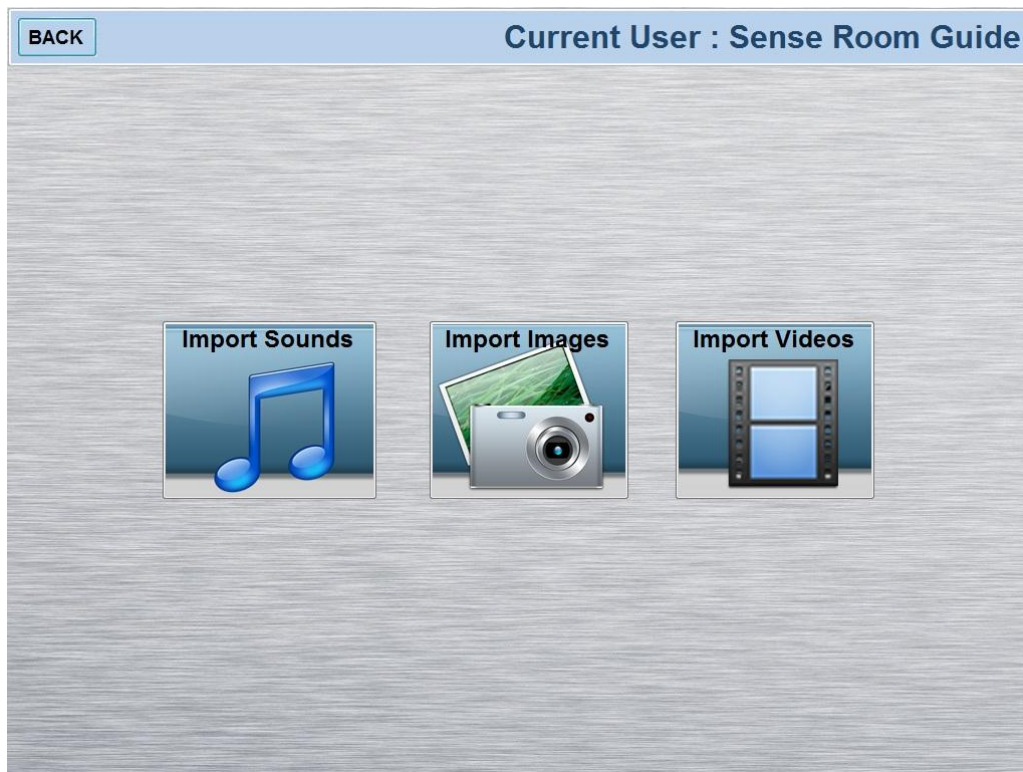 BACK
Current User : Sense Room Guide
Import Sounds
Import Images
Import Videos